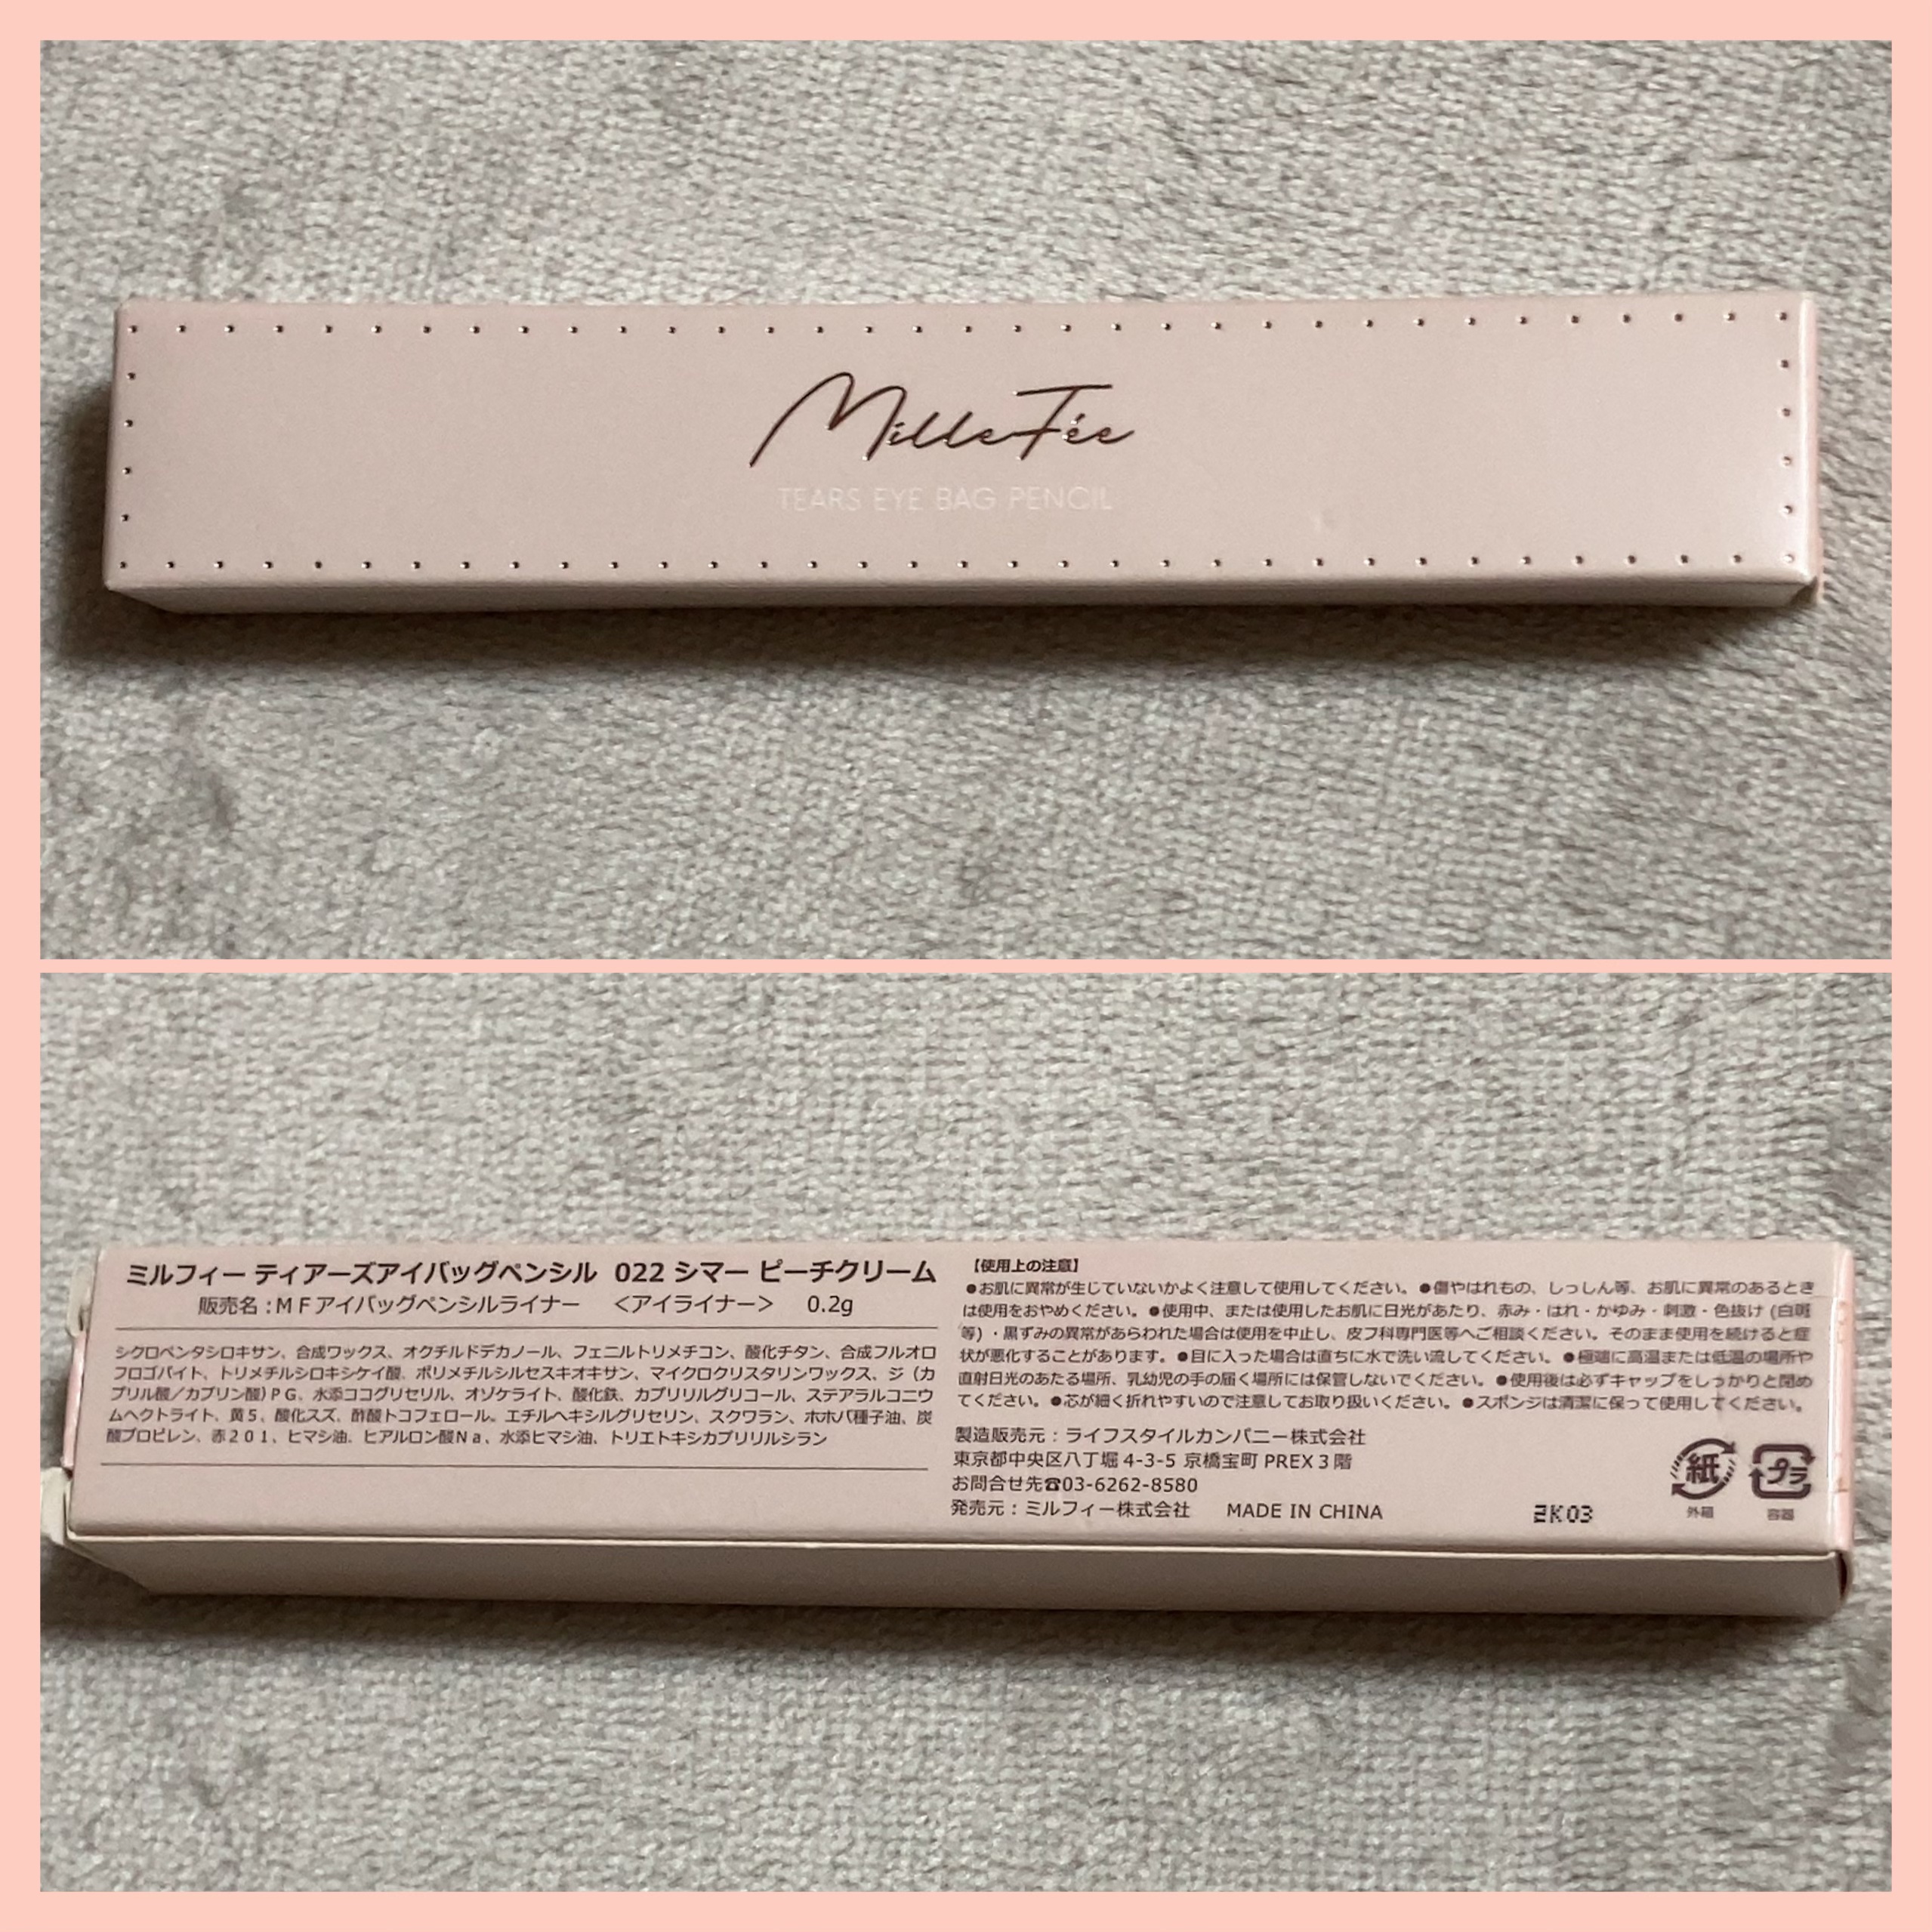 MilleFée
TEARS EYE BAG PENCIL
ミルフィー ティアーズアイバッグペンシル 022 シマー ピーチクリーム
販売名:MFアイバッグペンシルライナー <アイライナー> 0.2g
シクロペンタシロキサン、合成ワックス、オクチルドデカノール、フェニルトリメチコン、酸化チタン、合成フルオロ
フロゴパイト、トリメチルシロキシケイ酸、ポリメチルシルセスキオキサン、マイクロクリスタリンワックス、ジ(カ
プリル酸/カプリン酸)PG、水添ココグリセリル、オゾケライト、酸化鉄、カプリリルグリコール、ステアラルコニウ
ムヘクトライト、黄5、酸化スズ、酢酸トコフェロール、エチルヘキシルグリセリン、スクワラン、ホホバ種子油、炭
酸プロピレン、赤201、ヒマシ油、ヒアルロン酸Na、水添ヒマシ油、トリエトキシカプリリルシラン
【使用上の注意】
●お肌に異常が生じていないかよく注意して使用してください。●傷やはれもの、しっしん等、お肌に異常のあるとき
は使用をおやめください。●使用中、または使用したお肌に日光があたり、赤み・はれ・かゆみ・刺激・色抜け(白斑
等)・黒ずみの異常があらわれた場合は使用を中止し、皮フ科専門医等へご相談ください。そのまま使用を続けると症
状が悪化することがあります。●目に入った場合は直ちに水で洗い流してください。●極端に高温または低温の場所や
直射日光のあたる場所、乳幼児の手の届く場所には保管しないでください。●使用後は必ずキャップをしっかりと閉め
てください。●芯が細く折れやすいので注意してお取り扱いください。●スポンジは清潔に保って使用してください。
製造販売元:ライフスタイルカンパニー株式会社
東京都中央区八丁堀4-3-5 京橋宝町PREX3階
お問合せ先☎03-6262-8580
発売元:ミルフィー株式会社 MADE IN CHINA
2K03
紙
外箱
プラ
容器